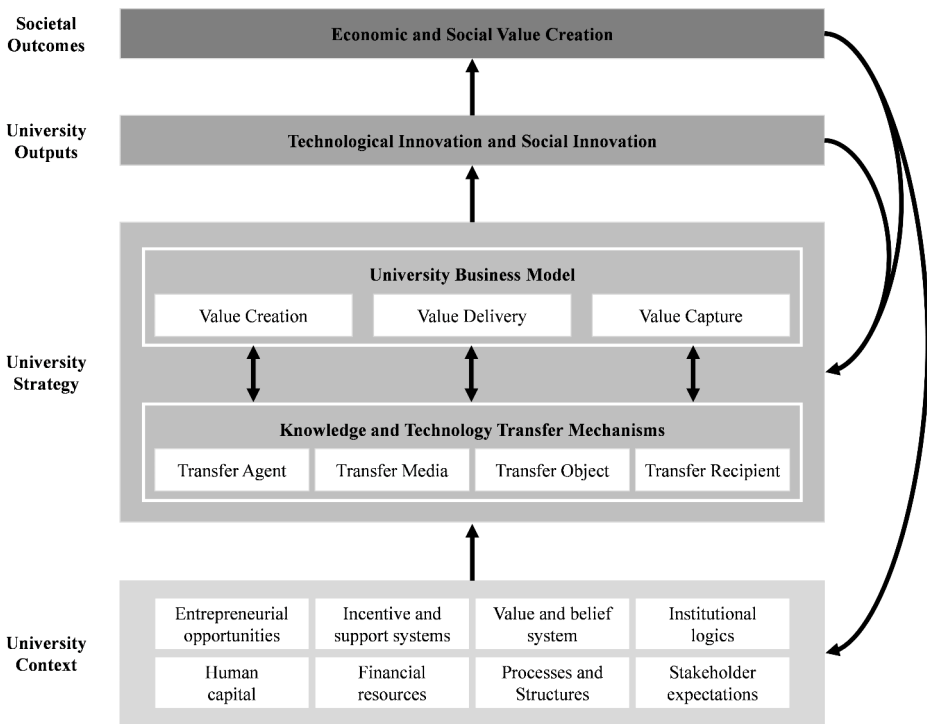 Societal
Outcomes
Economic and Social Value Creation
University
Outputs
Technological Innovation and Social Innovation
University
Strategy
University Business Model
Value Creation
Value Delivery
Value Capture
Knowledge and Technology Transfer Mechanisms
Transfer Agent
Transfer Media
Transfer Object
Transfer Recipient
University
Context
Entrepreneurial
opportunities
Incentive and
support systems
Value and belief
system
Institutional
logics
Human
capital
Financial
resources
Processes and
Structures
Stakeholder
expectations